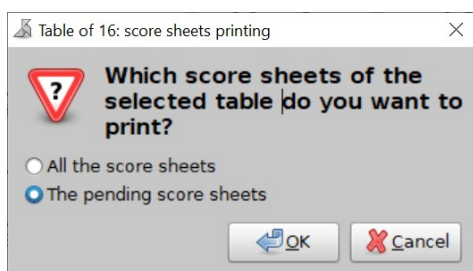 Table of 16: score sheets printing
?
Which score sheets of the
selected table do you want to
print?
All the score sheets
The pending score sheets
OK
Cancel